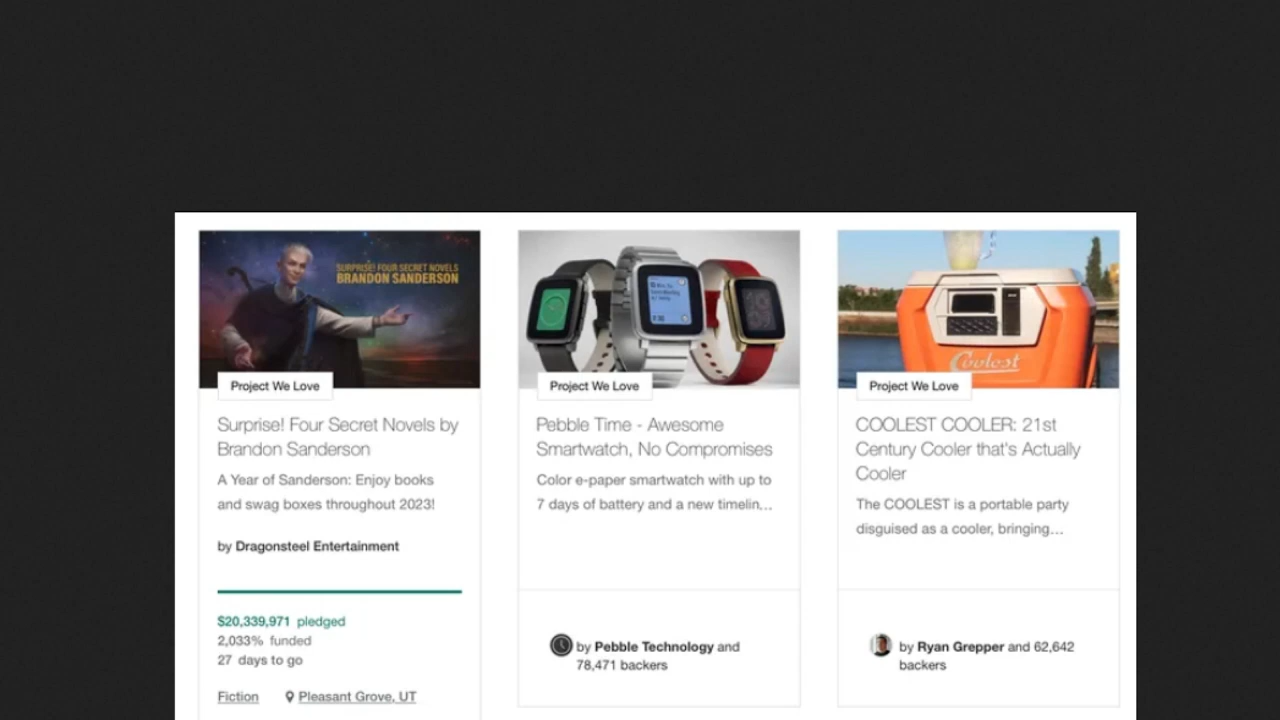 SURPRISE! FOUR SECRET NOVELS
BRANDON SANDERSON
Project We Love
Surprise! Four Secret Novels by
Brandon Sanderson
A Year of Sanderson: Enjoy books
and swag boxes throughout 2023!
by Dragonsteel Entertainment
$20,339,971 pledged
2,033% funded
27 days to go
Fiction
Pleasant Grove, UT
Project We Love
Pebble Time - Awesome
Smartwatch, No Compromises
Color e-paper smartwatch with up to
7 days of battery and a new timelin...
by Pebble Technology and
78,471 backers
Coolest
Project We Love
COOLEST COOLER: 21st
Century Cooler that's Actually
Cooler
The COOLEST is a portable party
disguised as a cooler, bringing...
by Ryan Grepper and 62,642
backers